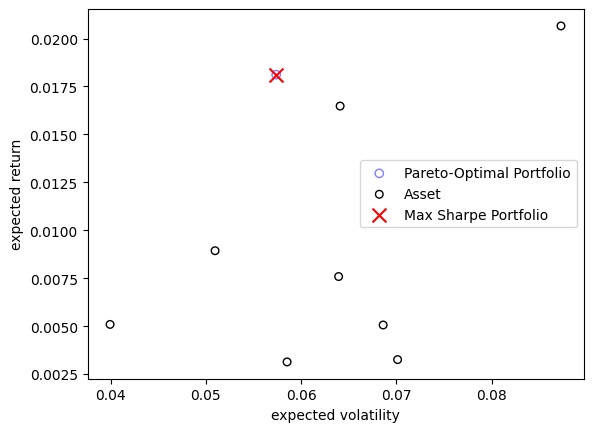 0.0200
0.0175
0.0150
0.0125
0.0100
0.0075
0.0050
0.0025
expected return
Pareto-Optimal Portfolio
Asset
Max Sharpe Portfolio
0.04 0.05 0.06 0.07 0.08
expected volatility